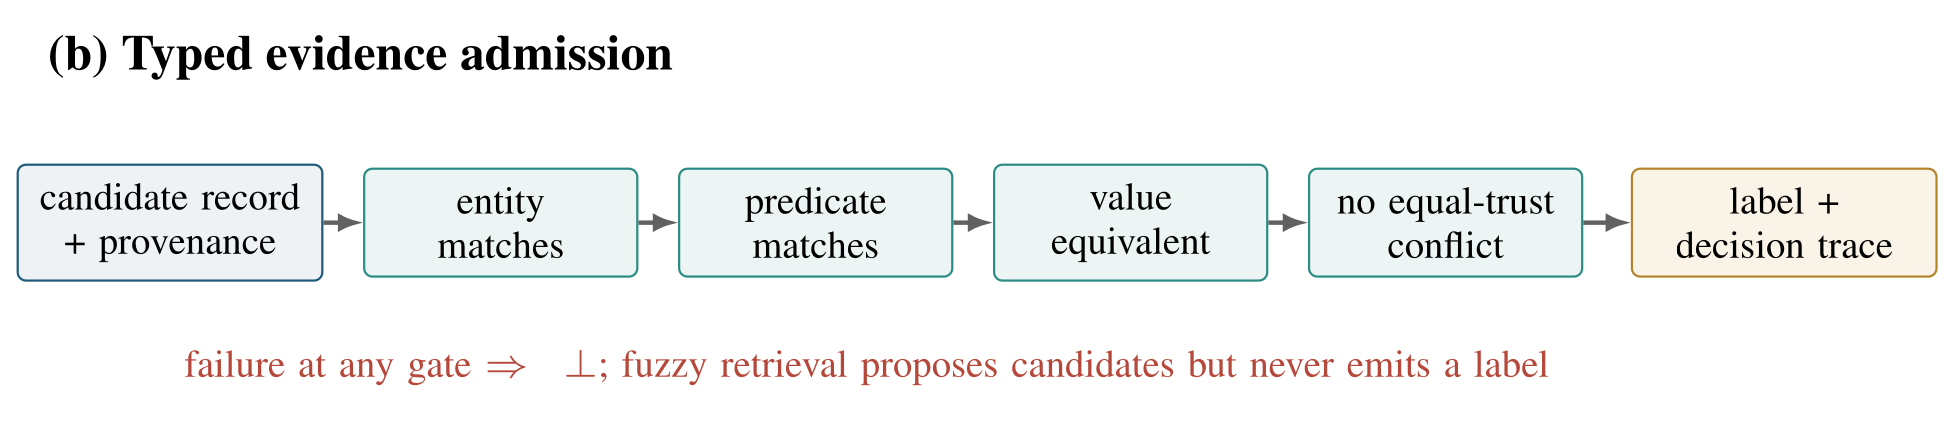 (b) Typed evidence admission
candidate record
+ provenance
entity
matches
predicate
matches
value
equivalent
no equal-trust
conflict
label +
decision trace
failure at any gate ⇒ ⊥; fuzzy retrieval proposes candidates but never emits a label